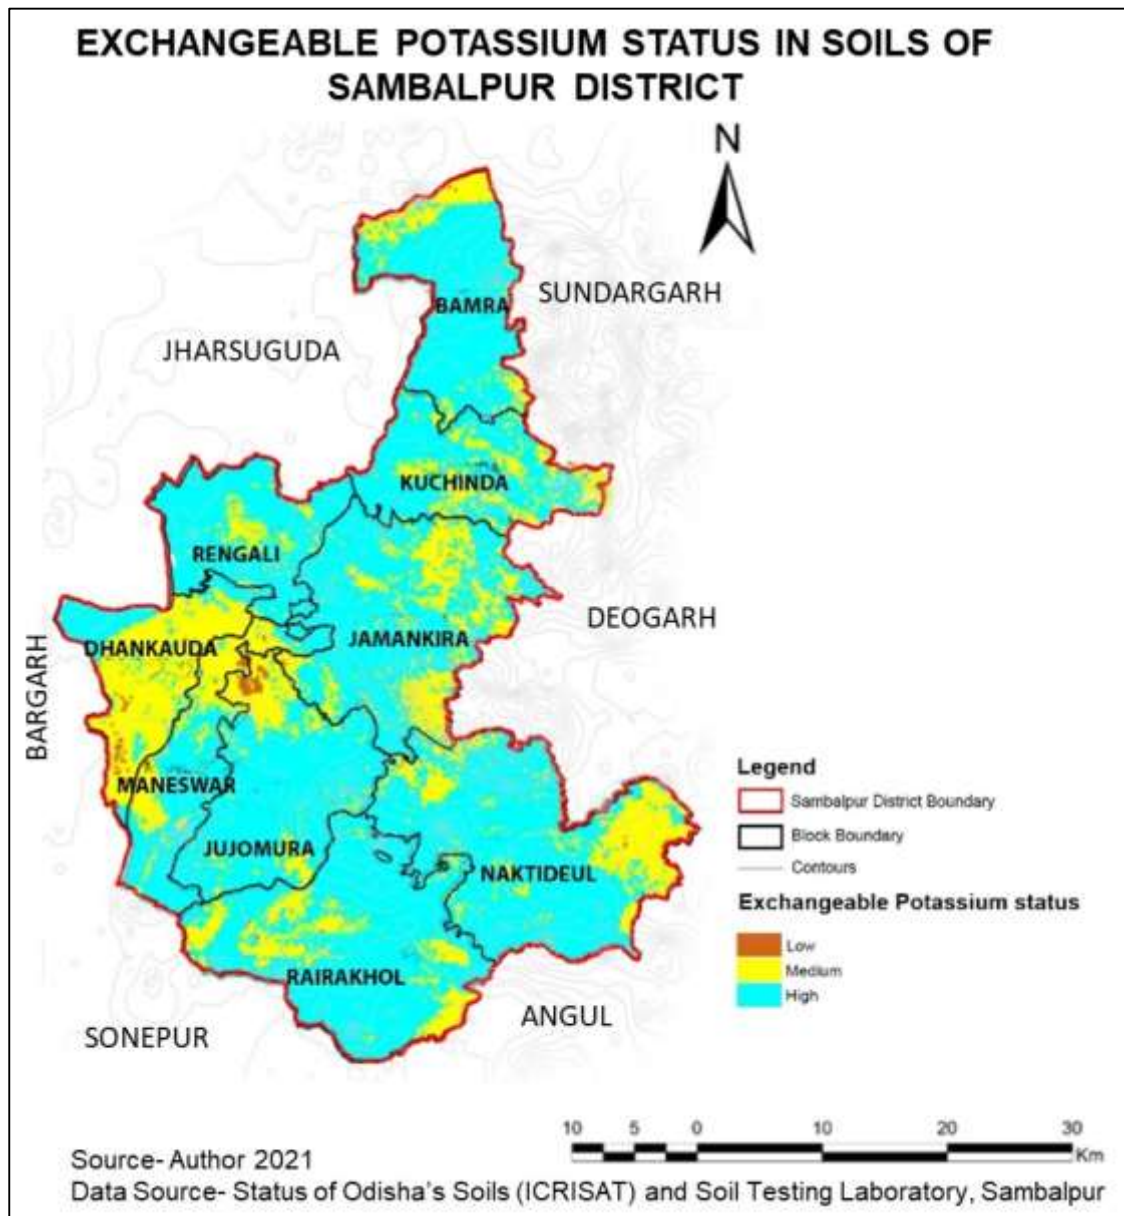 EXCHANGEABLE POTASSIUM STATUS IN SOILS OF
SAMBALPUR DISTRICT
N
SUNDARGARH
BAMRA
JHARSUGUDA
KUCHINDA
RENGALI
DEOGARH
DHANKAUDA
JAMANKIRA
BARGARH
MANESWAR
JUJOMURA
NAKTIDEUL
RAIRAKHOL
ANGUL
SONEPUR
Legend
Sambalpur District Boundary
Block Boundary
Contours
Exchangeable Potassium status
Low
Medium
High
10 5 0 10 20 30
Km
Source- Author 2021
Data Source- Status of Odisha's Soils (ICRISAT) and Soil Testing Laboratory, Sambalpur